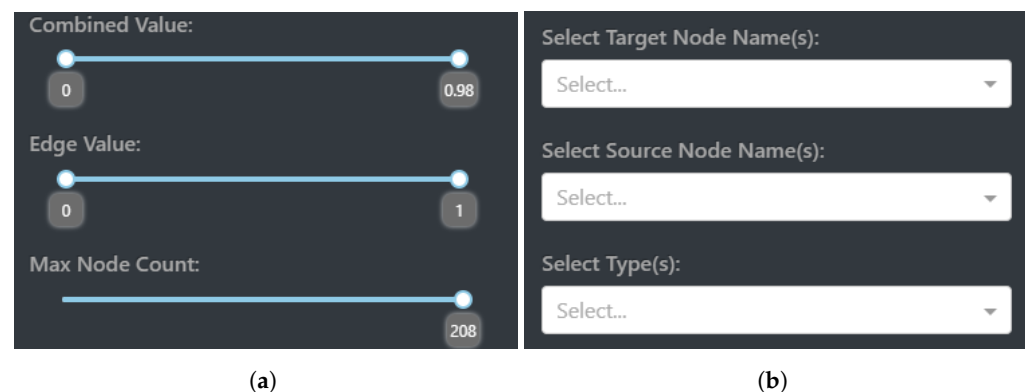 Combined Value:
0
0.98
Edge Value:
0
1
Max Node Count:
208
(a)
Select Target Node Name(s):
Select...
Select Source Node Name(s):
Select...
Select Type(s):
Select...
(b)